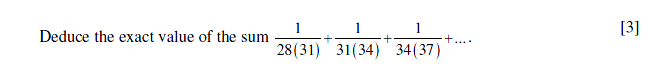 Deduce the exact value of the sum 1/28(31) + 1/31(34) + 1/34(37) + .... [3]